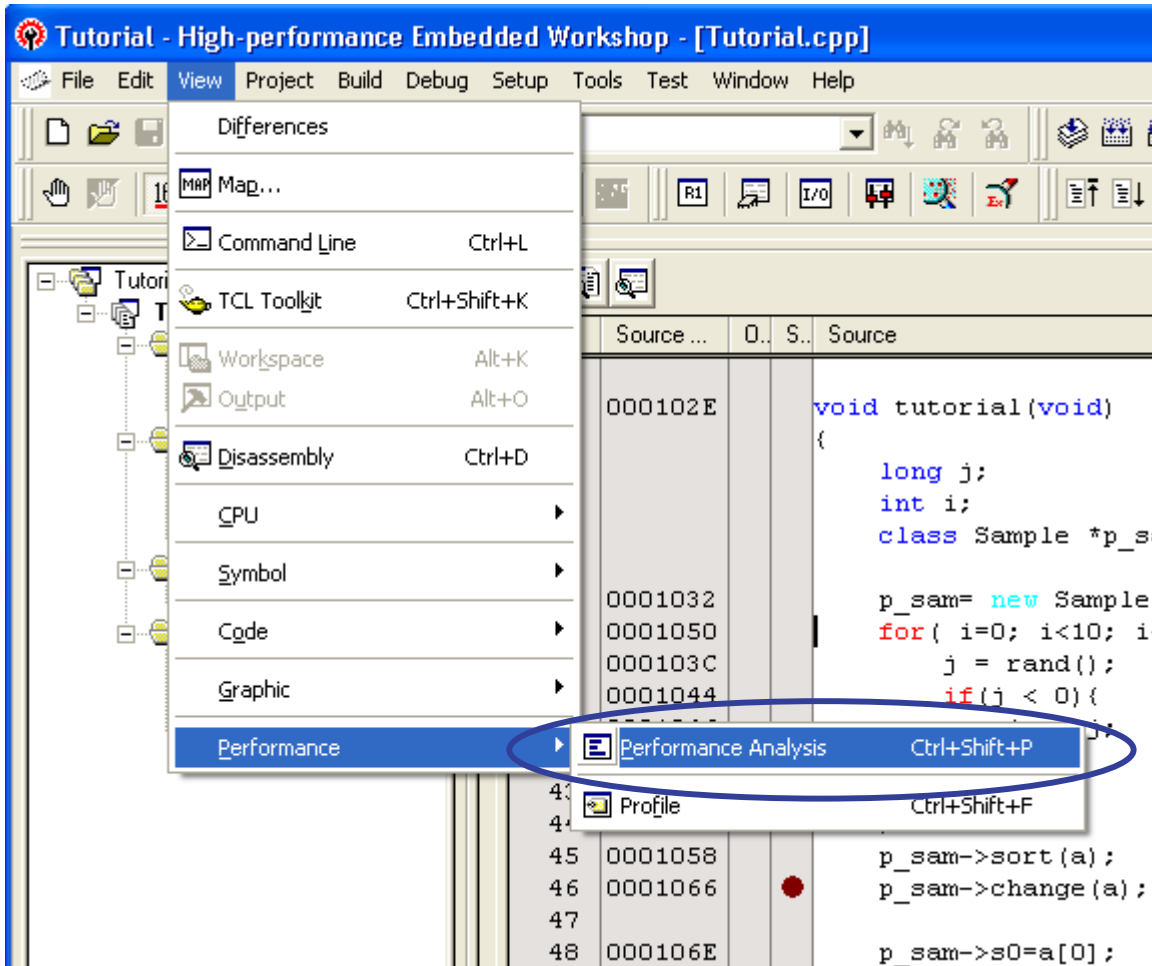 Tutorial - High-performance Embedded Workshop - [Tutorial.cpp]
File Edit View Project Build Debug Setup Tools Test Window Help
Differences
MAP Map...
R1 I/O Ex
Command Line Ctrl+L
TCL Toolkit Ctrl+Shift+K
Workspace Alt+K
Output Alt+O
Disassembly Ctrl+D
CPU
Symbol
Code
Graphic
Performance
Performance Analysis Ctrl+Shift+P
Profile Ctrl+Shift+F
Source ... O.. S.. Source
000102E void tutorial(void)
{
long j;
int i;
class Sample *p_s
0001032 p_sam= new Sample
0001050 for( i=0; i<10; i
000103C j = rand();
0001044 if(j < 0){
j;
45 0001058 p_sam->sort(a);
46 0001066 p_sam->change(a);
47
48 000106E p_sam->s0=a[0];